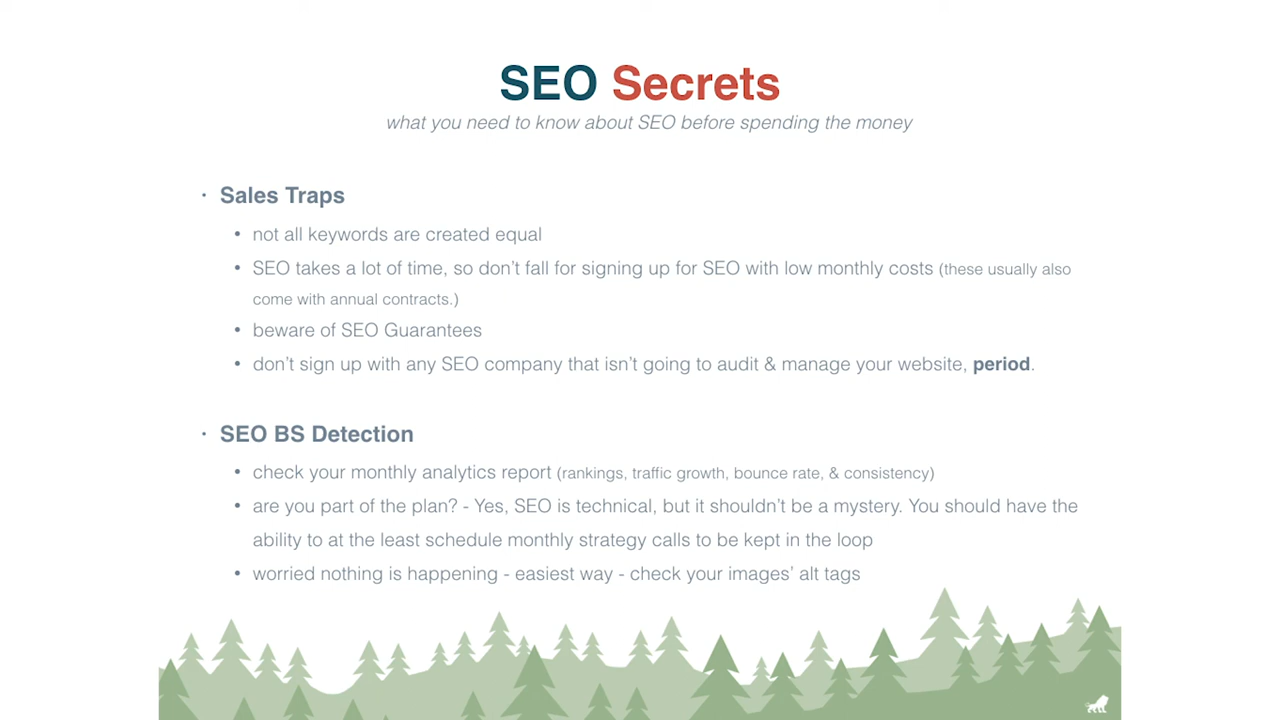 SEO Secrets
what you need to know about SEO before spending the money
· Sales Traps
• not all keywords are created equal
• SEO takes a lot of time, so don't fall for signing up for SEO with low monthly costs (these usually also
come with annual contracts.)
• beware of SEO Guarantees
• don't sign up with any SEO company that isn't going to audit & manage your website, period.
· SEO BS Detection
• check your monthly analytics report (rankings, traffic growth, bounce rate, & consistency)
• are you part of the plan? - Yes, SEO is technical, but it shouldn't be a mystery. You should have the
ability to at the least schedule monthly strategy calls to be kept in the loop
• worried nothing is happening - easiest way - check your images' alt tags